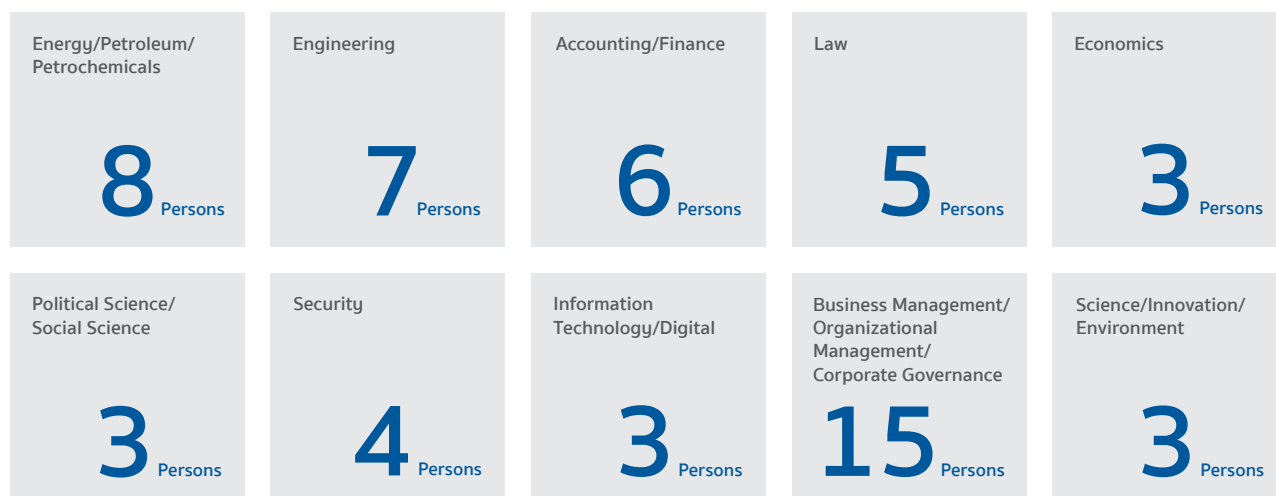 Energy/Petroleum/
Petrochemicals
8 Persons
Engineering
7 Persons
Accounting/Finance
6 Persons
Law
5 Persons
Economics
3 Persons
Political Science/
Social Science
3 Persons
Security
4 Persons
Information
Technology/Digital
3 Persons
Business Management/
Organizational
Management/
Corporate Governance
15 Persons
Science/Innovation/
Environment
3 Persons